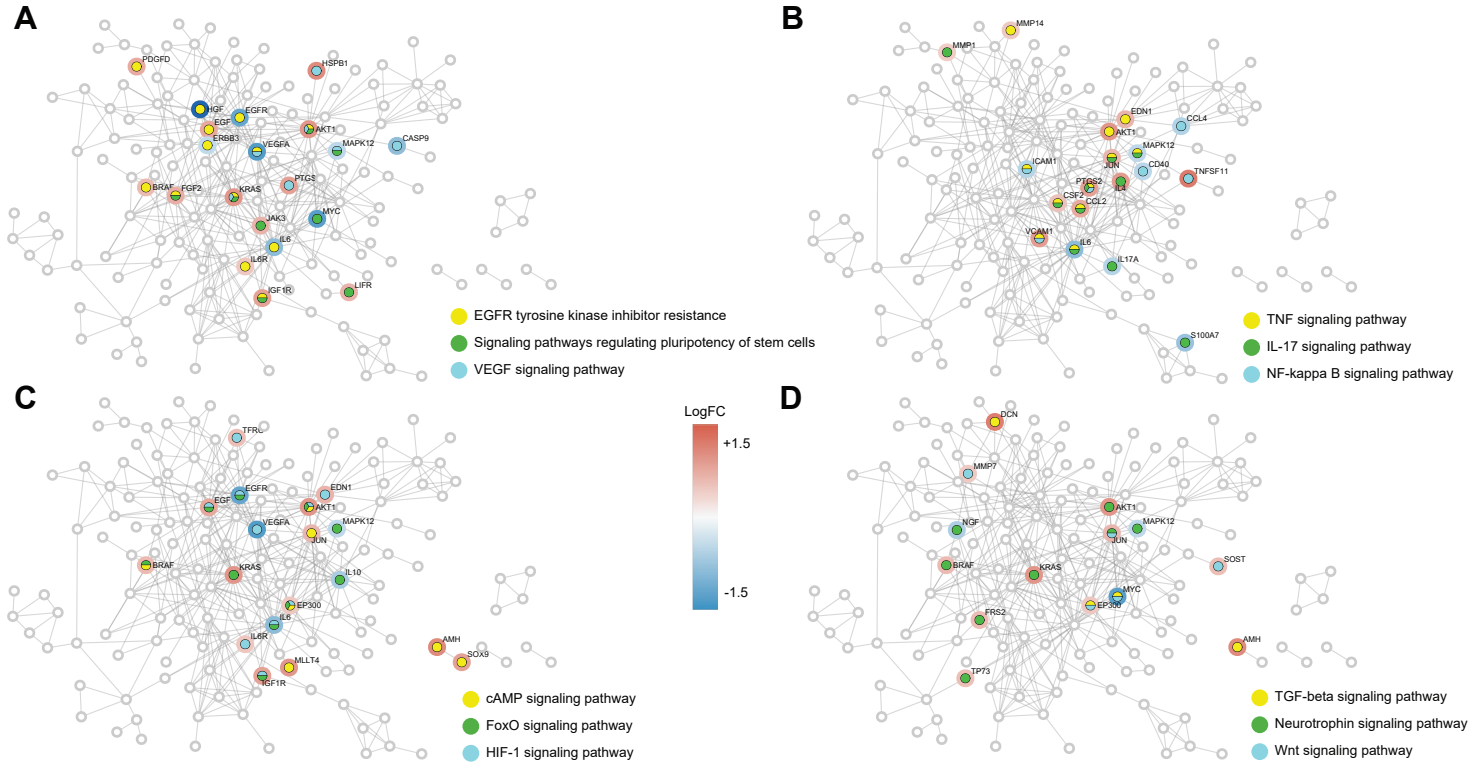 A
PDGFD
HSPB1
HGF
EGFR
EGF
AKT1
ERBB3
VEGFA
MAPK12
CASP9
BRAF
FGF2
KRAS
PTGS
MYC
JAK3
IL6
IL6R
IGF1R
LIFR
EGFR tyrosine kinase inhibitor resistance
Signaling pathways regulating pluripotency of stem cells
VEGF signaling pathway
B
MMP14
MMP1
EDN1
CCL4
AKT1
MAPK12
JUN
ICAM1
CD40
TNFSF11
PTGS2
IL4
CSF2
CCL2
VCAM1
IL6
IL17A
S100A7
TNF signaling pathway
IL-17 signaling pathway
NF-kappa B signaling pathway
C
TFRC
EGFR
EDN1
EGF
AKT1
VEGFA
MAPK12
JUN
BRAF
KRAS
IL10
EP300
IL6
IL6R
MLLT4
IGF1R
AMH
SOX9
cAMP signaling pathway
FoxO signaling pathway
HIF-1 signaling pathway
LogFC
+1.5
-1.5
D
DCN
MMP7
AKT1
NGF
MAPK12
JUN
BRAF
KRAS
SOST
MYC
EP300
FRS2
AMH
TP73
TGF-beta signaling pathway
Neurotrophin signaling pathway
Wnt signaling pathway